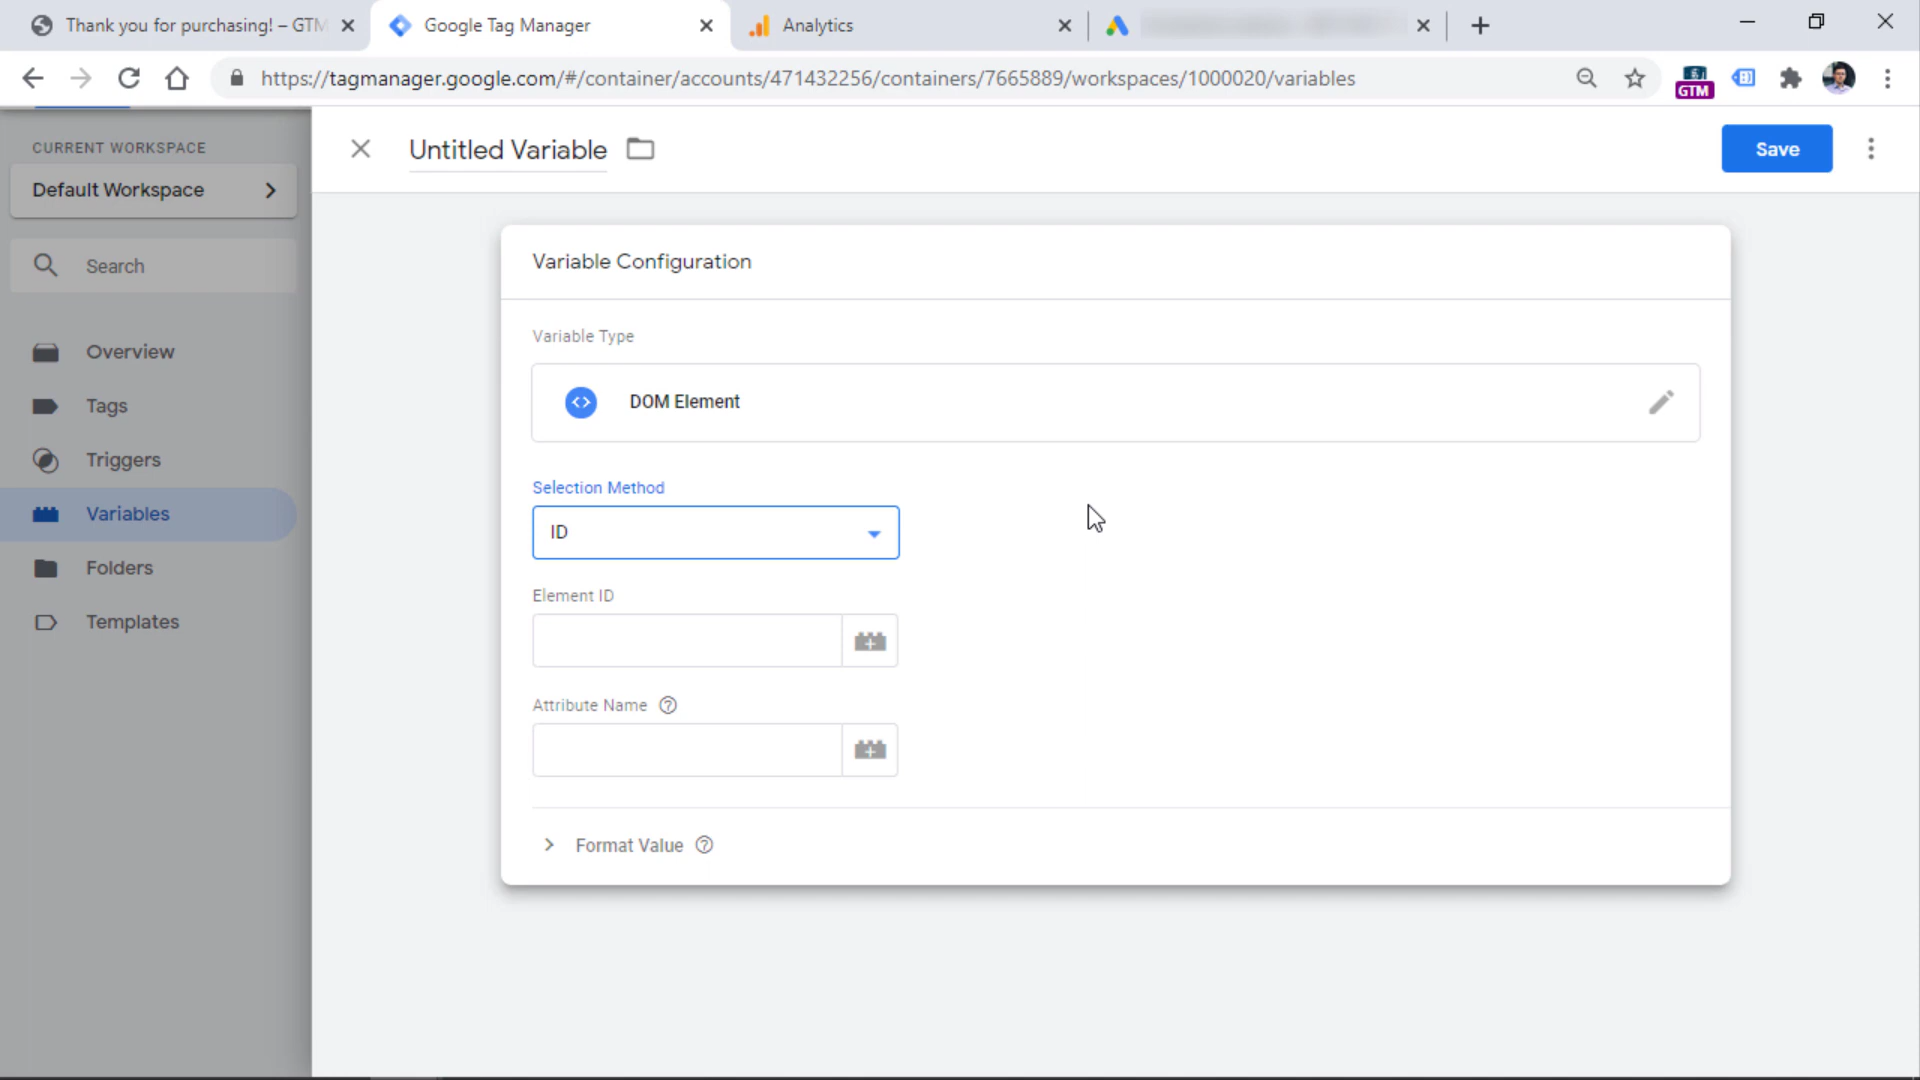 Thank you for purchasing! – GTM
Google Tag Manager
Analytics
https://tagmanager.google.com/#/container/accounts/471432256/containers/7665889/workspaces/1000020/variables
GTM
CURRENT WORKSPACE
Default Workspace
Search
Overview
Tags
Triggers
Variables
Folders
Templates
Untitled Variable
Save
Variable Configuration
Variable Type
DOM Element
Selection Method
ID
Element ID
Attribute Name
Format Value